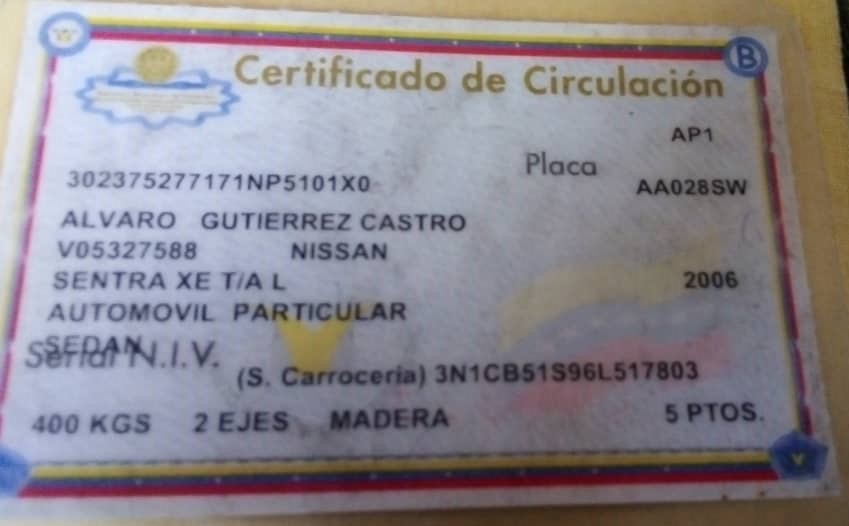 B
Certificado de Circulación
AP1
Placa
302375277171NP5101X0
AA028SW
ALVARO GUTIERREZ CASTRO
V05327588 NISSAN
SENTRA XE T/A L 2006
AUTOMOVIL PARTICULAR
SEDAN
Serial N.I.V.
(S. Carroceria) 3N1CB51S96L517803
400 KGS 2 EJES MADERA 5 PTOS.